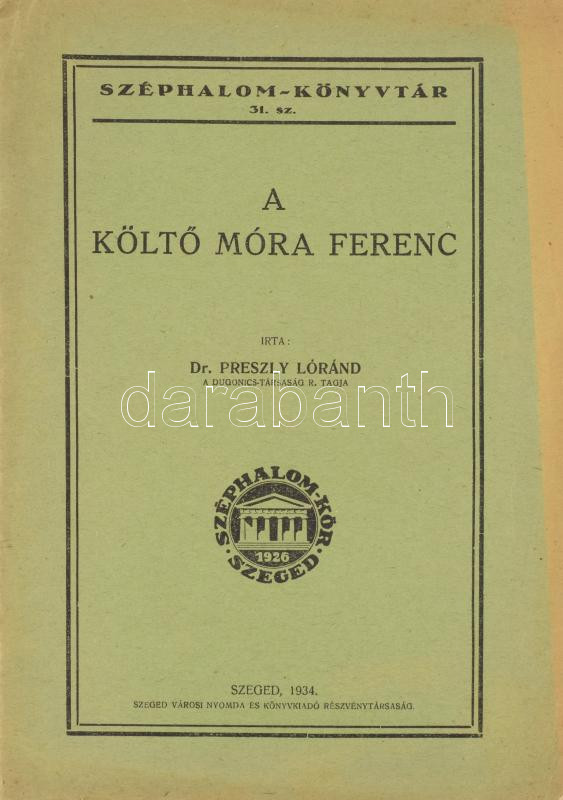 SZÉPHALOM-KÖNYVTÁR
31. sz.
A
KÖLTŐ MÓRA FERENC
IRTA:
Dr. PRESZLY LÓRÁND
A DUGONICS-TÁRSASÁG R. TAGJA
darabanth
SZÉPHALOM-KÖR
1926
SZEGED
SZEGED, 1934.
SZEGED VÁROSI NYOMDA ÉS KÖNYVKIADÓ RÉSZVÉNYTÁRSASÁG.